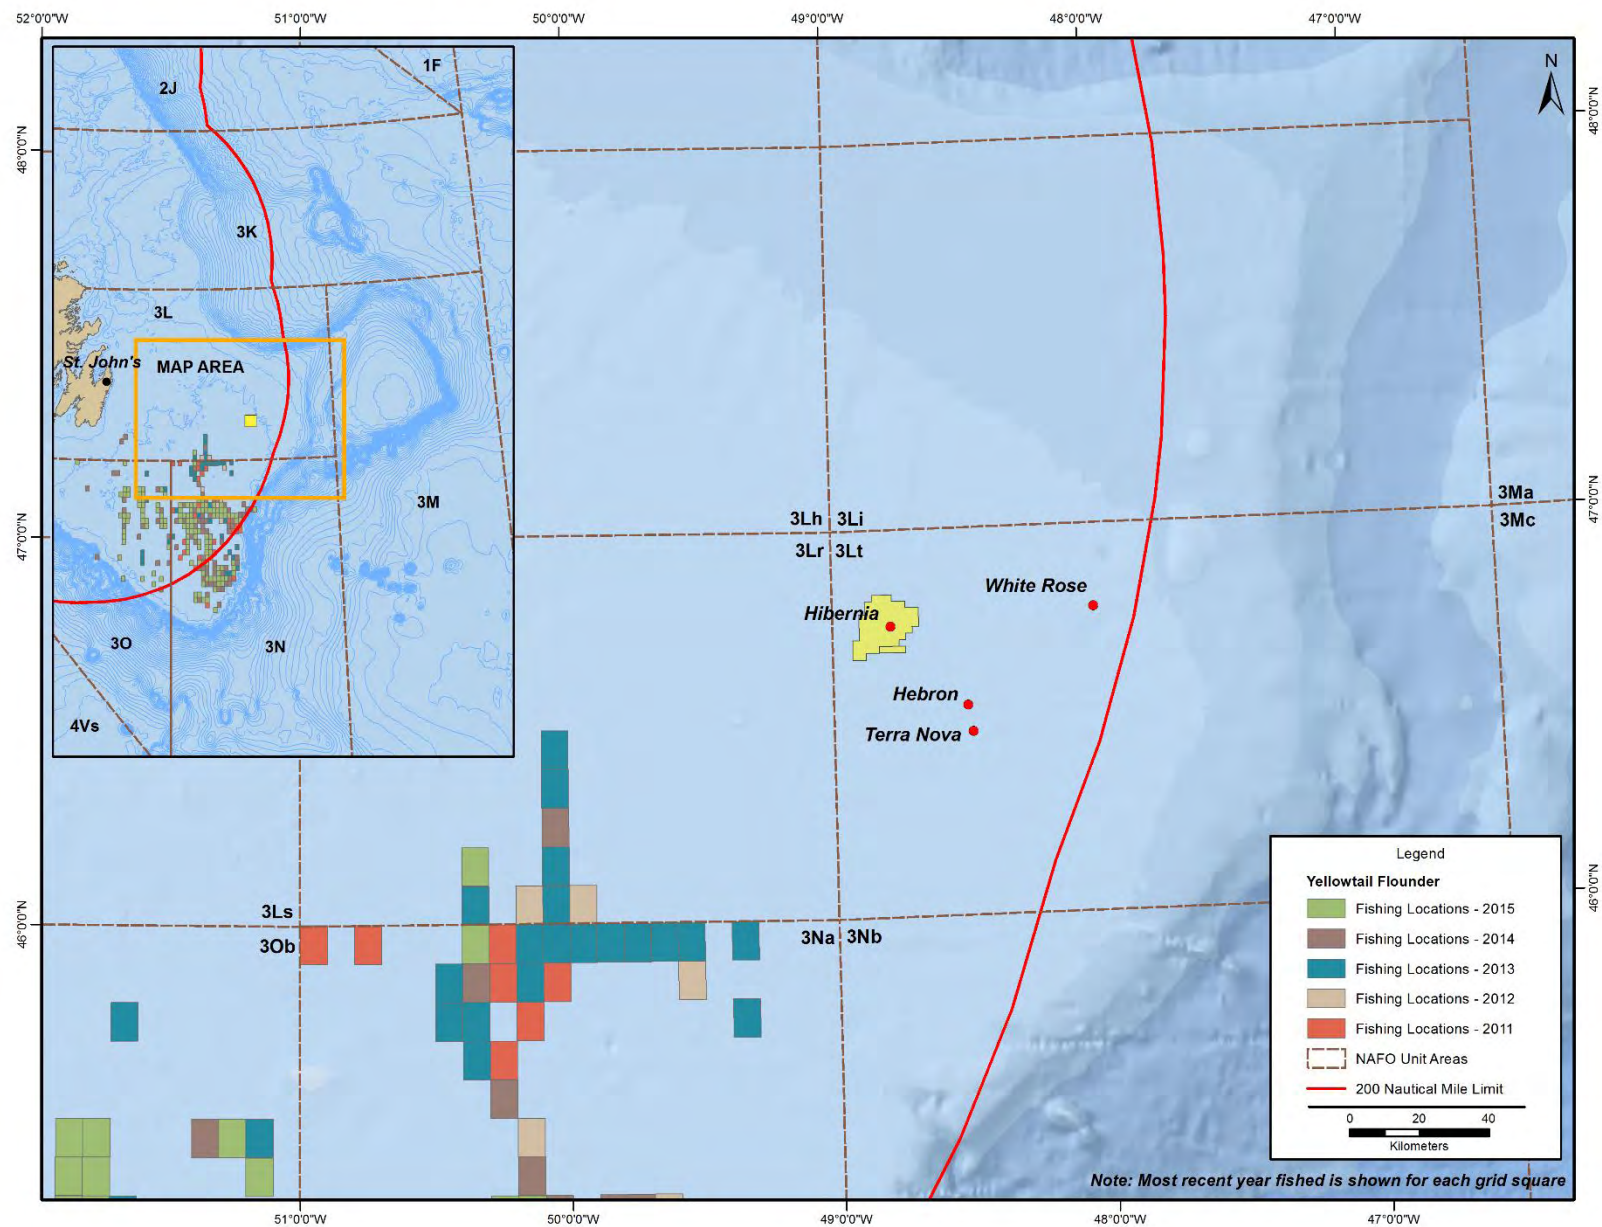 52°0'0"W
51°0'0"W
50°0'0"W
49°0'0"W
48°0'0"W
47°0'0"W
N
1F
2J
3K
3L
St. John's
MAP AREA
3M
3O
3N
4Vs
48°0'0"N
47°0'0"N
46°0'0"N
48°0'0"N
47°0'0"N
46°0'0"N
3Lh 3Li
3Lr 3Lt
3Ma
3Mc
White Rose
Hibernia
Hebron
Terra Nova
3Ls
3Ob
3Na 3Nb
Legend
Yellowtail Flounder
Fishing Locations - 2015
Fishing Locations - 2014
Fishing Locations - 2013
Fishing Locations - 2012
Fishing Locations - 2011
NAFO Unit Areas
200 Nautical Mile Limit
0 20 40
Kilometers
Note: Most recent year fished is shown for each grid square
51°0'0"W
50°0'0"W
49°0'0"W
48°0'0"W
47°0'0"W